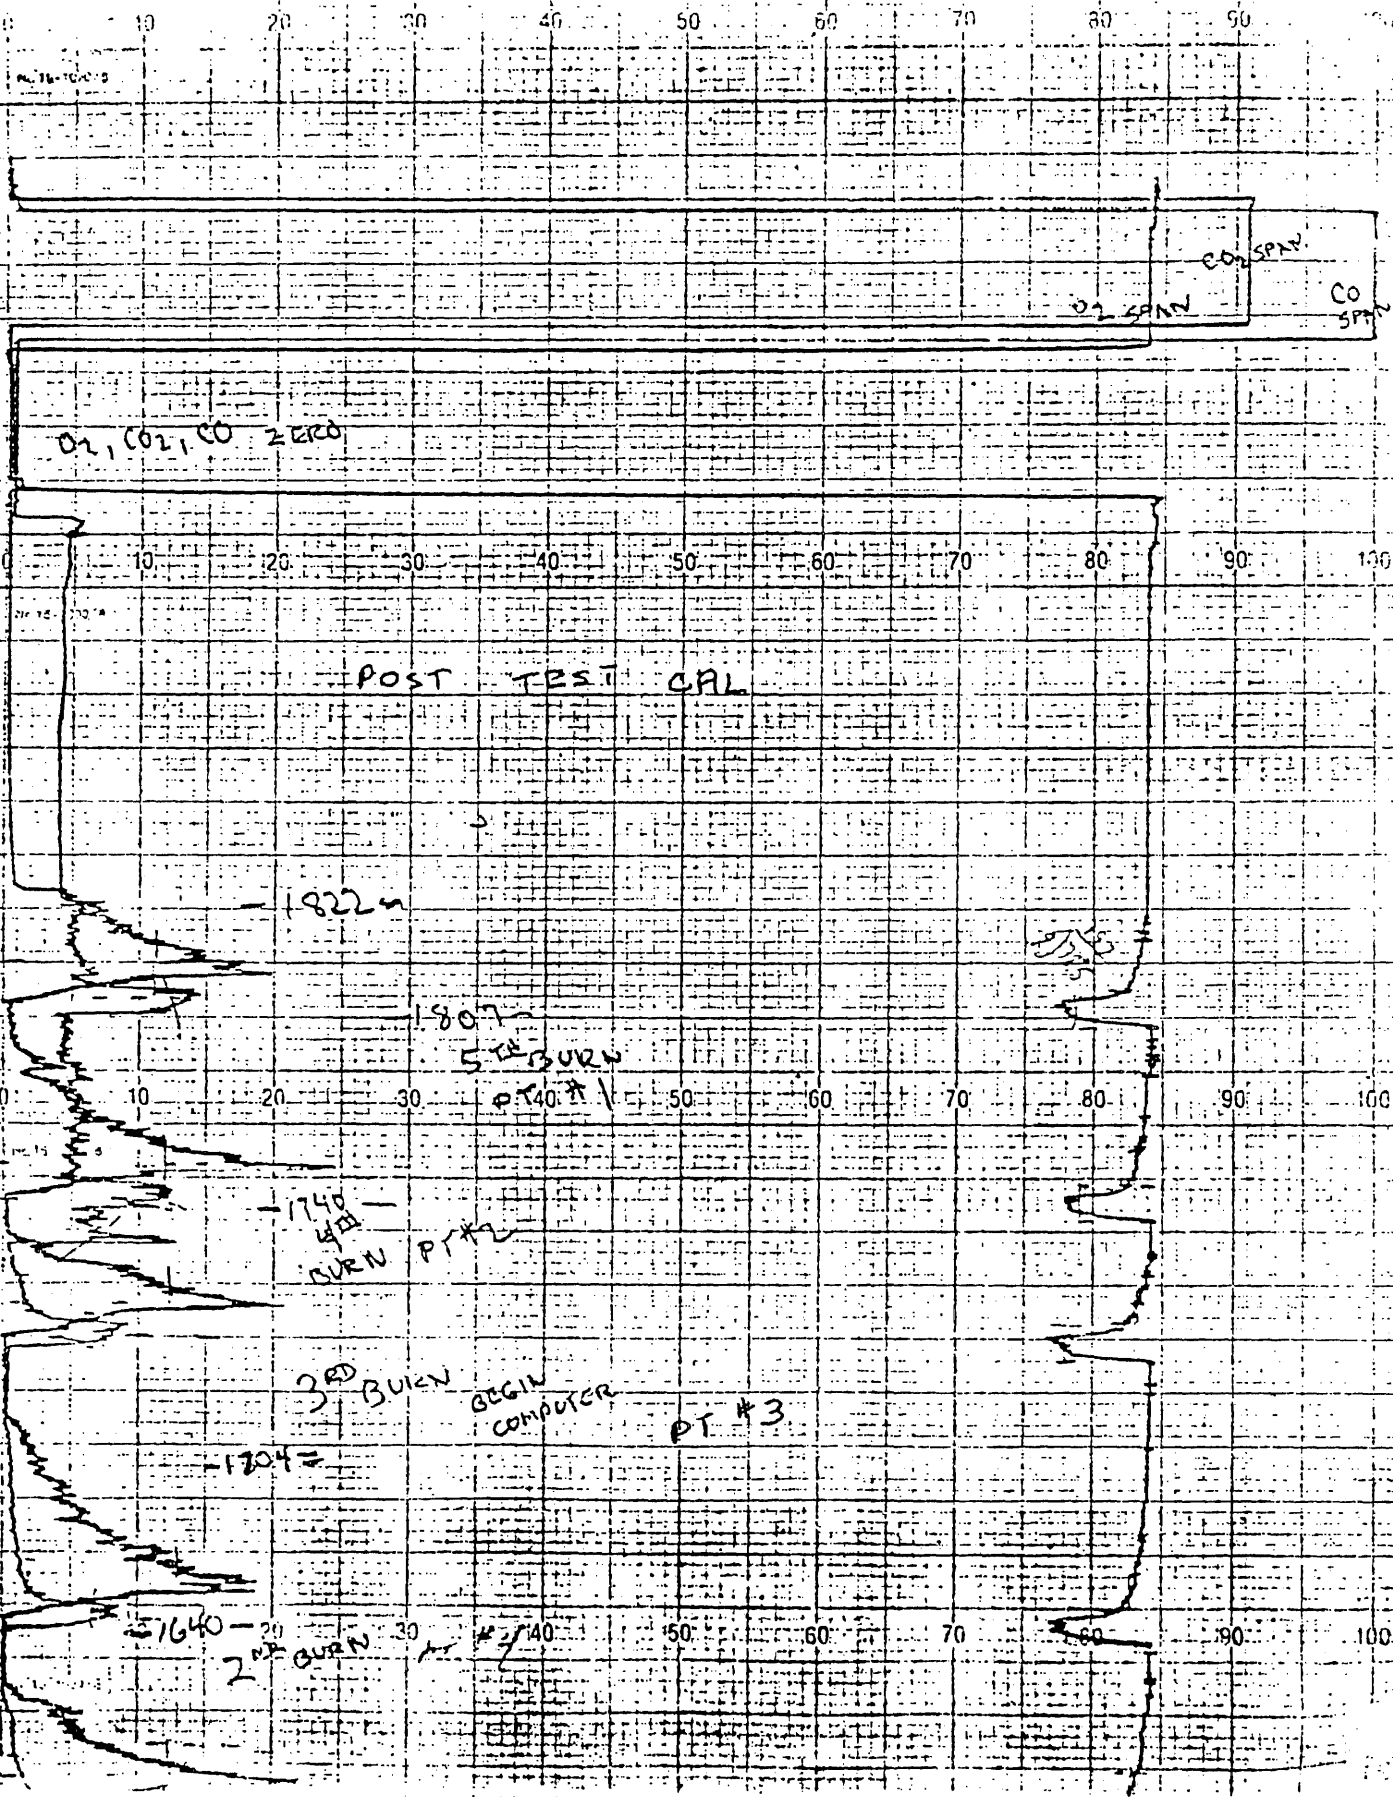 0 10 20 30 40 50 60 70 80 90 100
CO2 SPAN
O2 SPAN
CO
SPAN
O2, CO2, CO ZERO
0 10 20 30 40 50 60 70 80 90 100
POST TEST CAL
1822
1807
5TH BURN
PT #1
0 10 20 30 40 50 60 70 80 90 100
1740
4TH
BURN PT #2
3RD BURN
BEGIN
COMPUTER
PT #3
1704
1640
20 30 40 50 60 70 80 90 100
2ND BURN